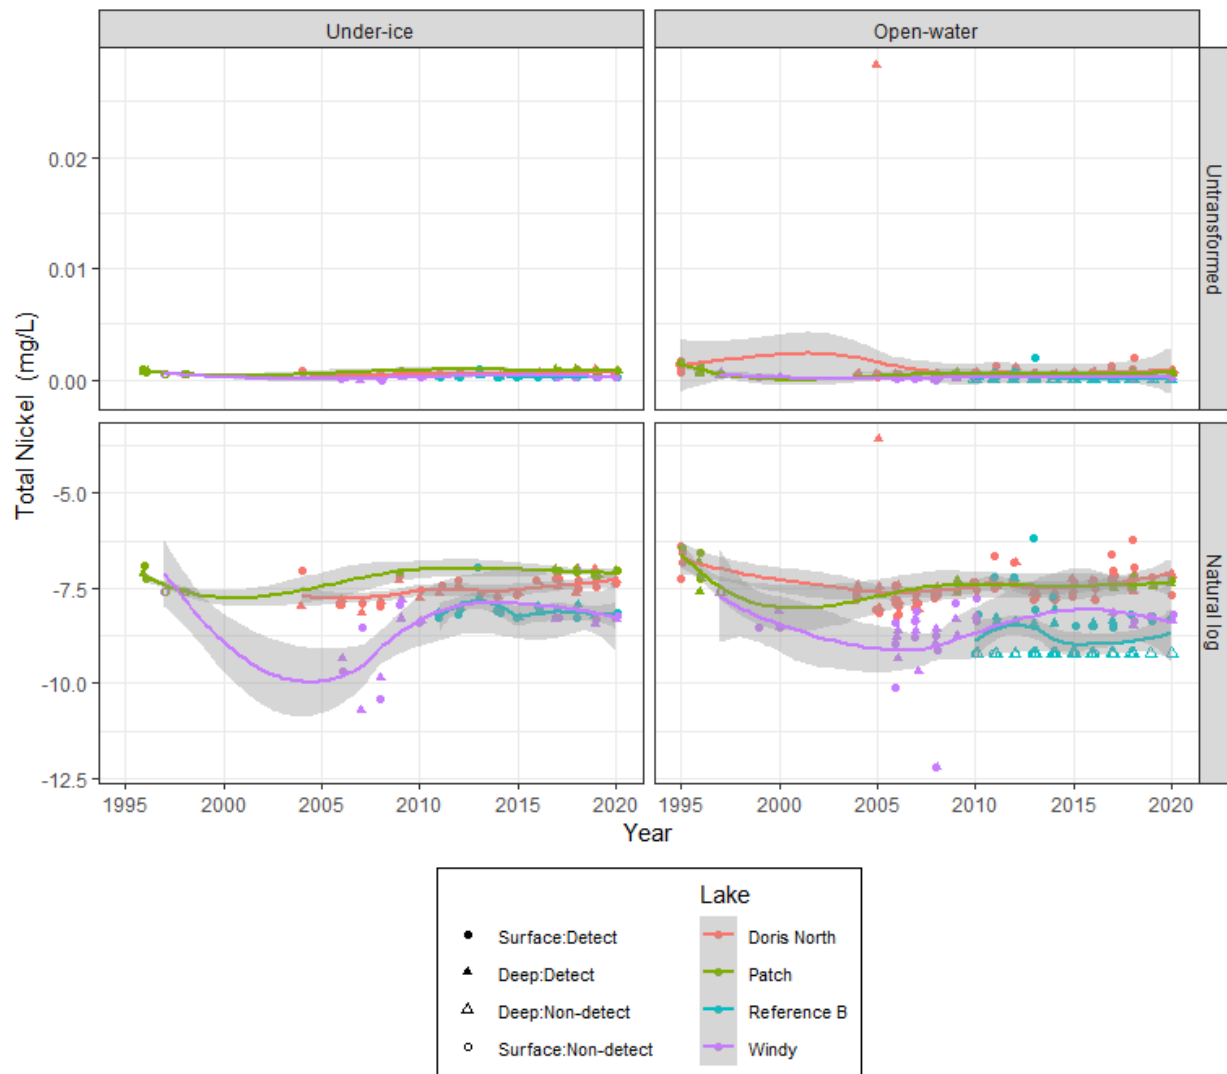 Under-ice
Open-water
0.02
0.01
0.00
Untransformed
Total Nickel (mg/L)
-5.0
-7.5
-10.0
-12.5
Natural log
1995 2000 2005 2010 2015 2020
1995 2000 2005 2010 2015 2020
Year
Surface:Detect
Deep:Detect
Deep:Non-detect
Surface:Non-detect
Lake
Doris North
Patch
Reference B
Windy